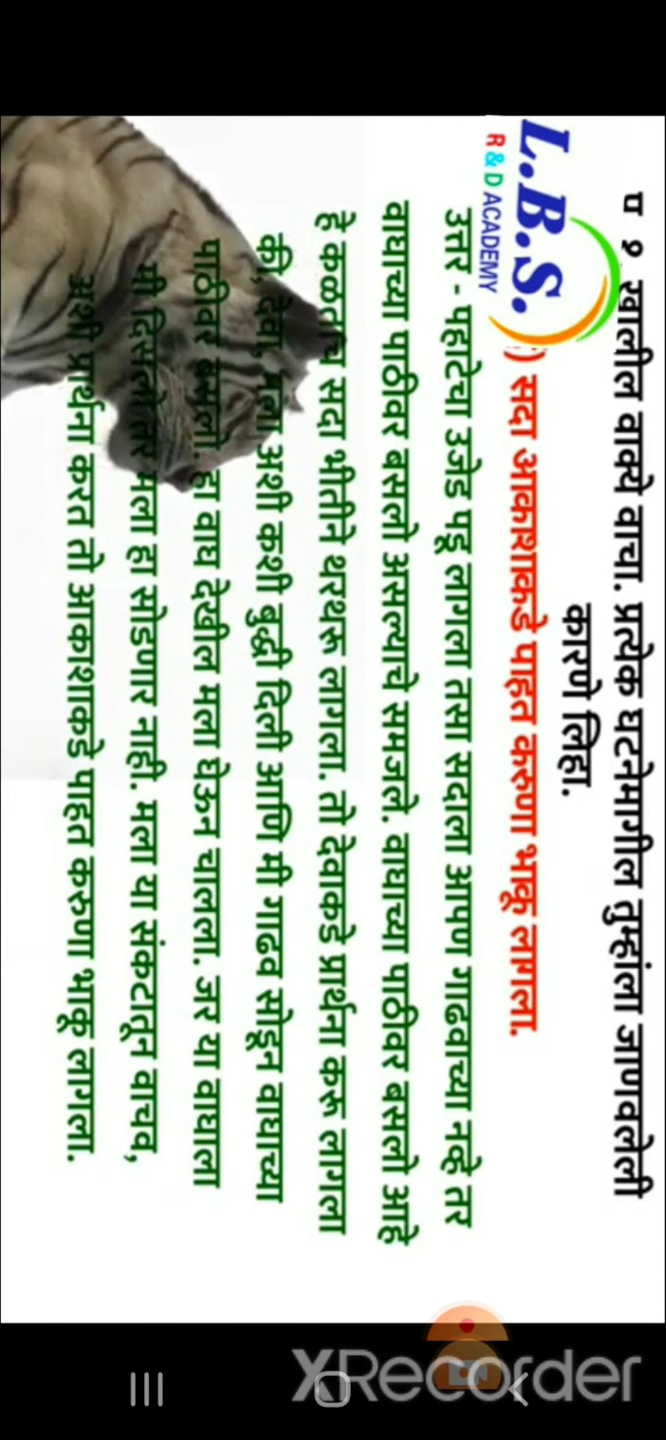 L.B.S.
R & D ACADEMY
प्र १ खालील वाक्ये वाचा. प्रत्येक घटनेमागील तुम्हांला जाणवलेली
कारणे लिहा.
) सदा आकाशाकडे पाहत करुणा भाकू लागला.
उत्तर - पहाटेचा उजेड पडू लागला तसा सदाला आपण गाढवाच्या नव्हे तर
वाघाच्या पाठीवर बसलो असल्याचे समजले. वाघाच्या पाठीवर बसलो आहे
हे कळताच सदा भीतीने थरथरू लागला. तो देवाकडे प्रार्थना करू लागला
की, देवा, मला अशी कशी बुद्धी दिली आणि मी गाढव सोडून वाघाच्या
पाठीवर बसलो. हा वाघ देखील मला घेऊन चालला. जर या वाघाला
मी दिसलो तर मला हा सोडणार नाही. मला या संकटातून वाचव,
अशी प्रार्थना करत तो आकाशाकडे पाहत करुणा भाकू लागला.
XRecorder